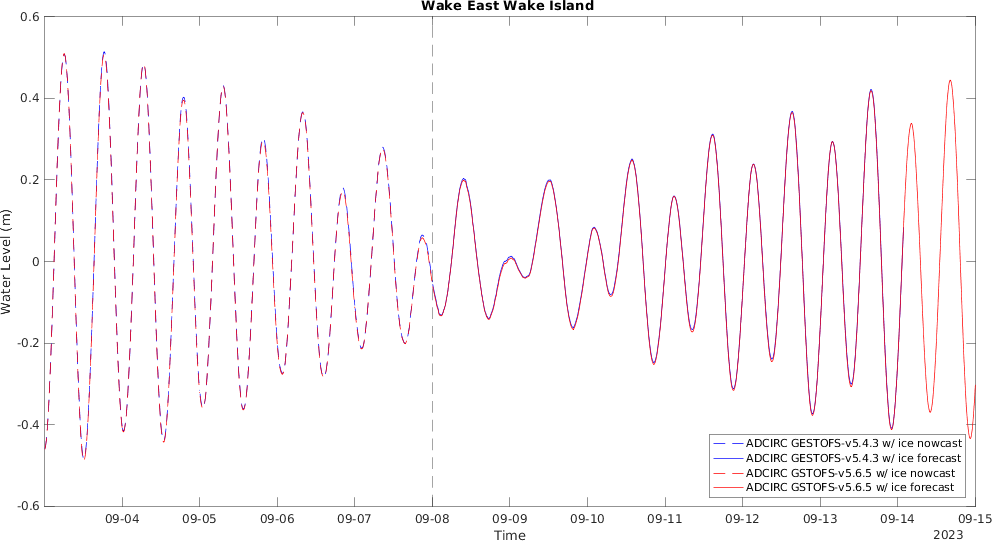 Wake East Wake Island
0.6
0.4
0.2
0
-0.2
-0.4
-0.6
Water Level (m)
ADCIRC GESTOFS-v5.4.3 w/ ice nowcast
ADCIRC GESTOFS-v5.4.3 w/ ice forecast
ADCIRC GSTOFS-v5.6.5 w/ ice nowcast
ADCIRC GSTOFS-v5.6.5 w/ ice forecast
09-04 09-05 09-06 09-07 09-08 09-09 09-10 09-11 09-12 09-13 09-14 09-15
Time
2023